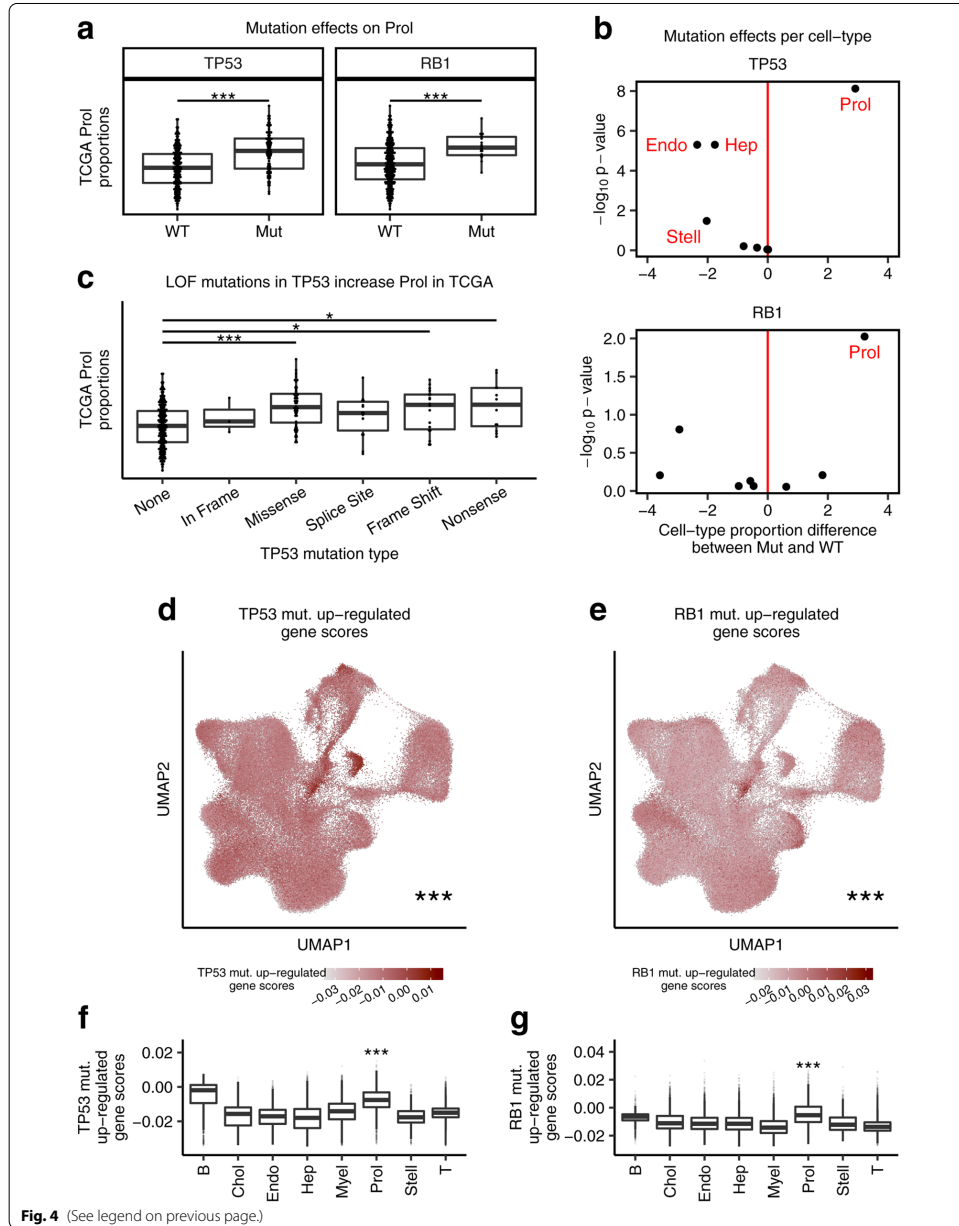 a
Mutation effects on Prol
TP53
RB1
***
***
TCGA Prol
proportions
WT
Mut
WT
Mut
b
Mutation effects per cell-type
TP53
Prol
Endo
Hep
Stell
8
6
4
2
0
−log10 p−value
−4
−2
0
2
4
RB1
Prol
2.0
1.5
1.0
0.5
0.0
−log10 p−value
−4
−2
0
2
4
Cell-type proportion difference
between Mut and WT
c
LOF mutations in TP53 increase Prol in TCGA
*
*
***
TCGA Prol
proportions
None
In Frame
Missense
Splice Site
Frame Shift
Nonsense
TP53 mutation type
d
TP53 mut. up−regulated
gene scores
UMAP2
***
UMAP1
TP53 mut. up−regulated
gene scores
−0.03
−0.02
−0.01
0.00
0.01
e
RB1 mut. up−regulated
gene scores
UMAP2
***
UMAP1
RB1 mut. up−regulated
gene scores
−0.02
−0.01
0.00
0.01
0.02
0.03
f
TP53 mut.
up−regulated
gene scores
0.02
0.00
−0.02
***
B
Chol
Endo
Hep
Myel
Prol
Stell
T
g
RB1 mut.
up−regulated
gene scores
0.04
0.02
0.00
−0.02
***
B
Chol
Endo
Hep
Myel
Prol
Stell
T
Fig. 4 (See legend on previous page.)